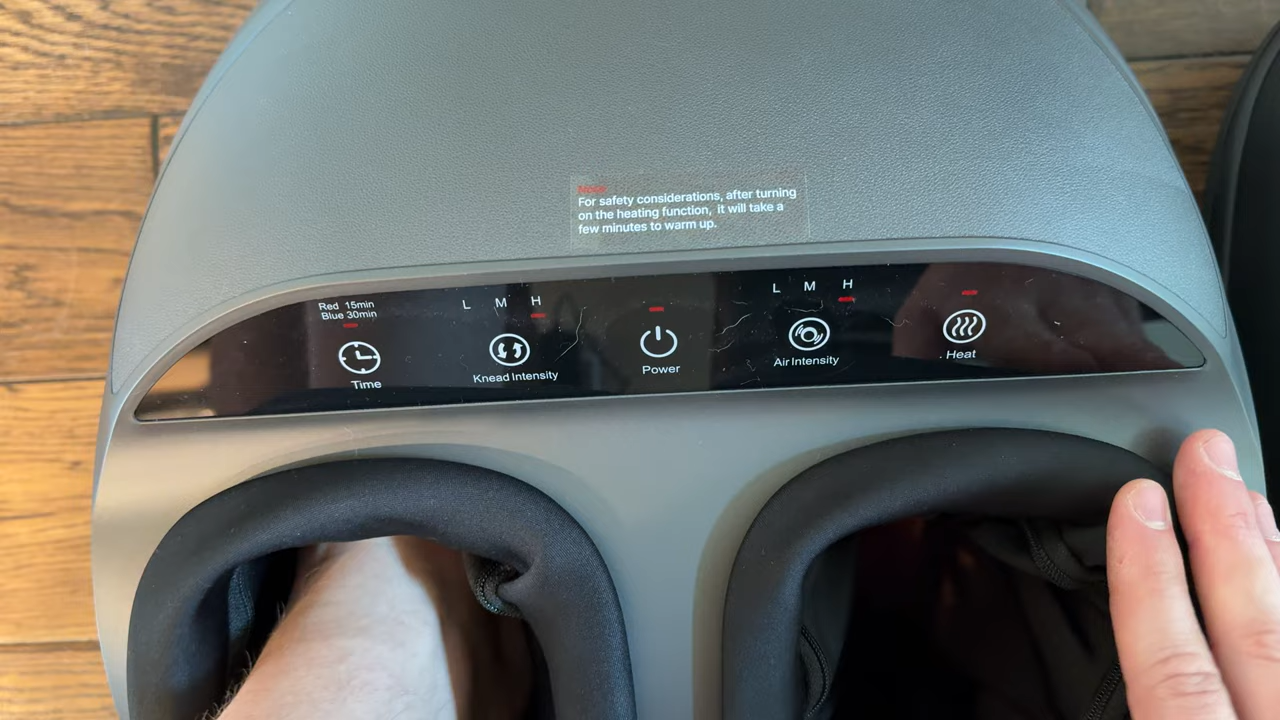 Note:
For safety considerations, after turning
on the heating function, it will take a
few minutes to warm up.
Red 15min
Blue 30min
Time
L M H
Knead Intensity
Power
L M H
Air Intensity
Heat